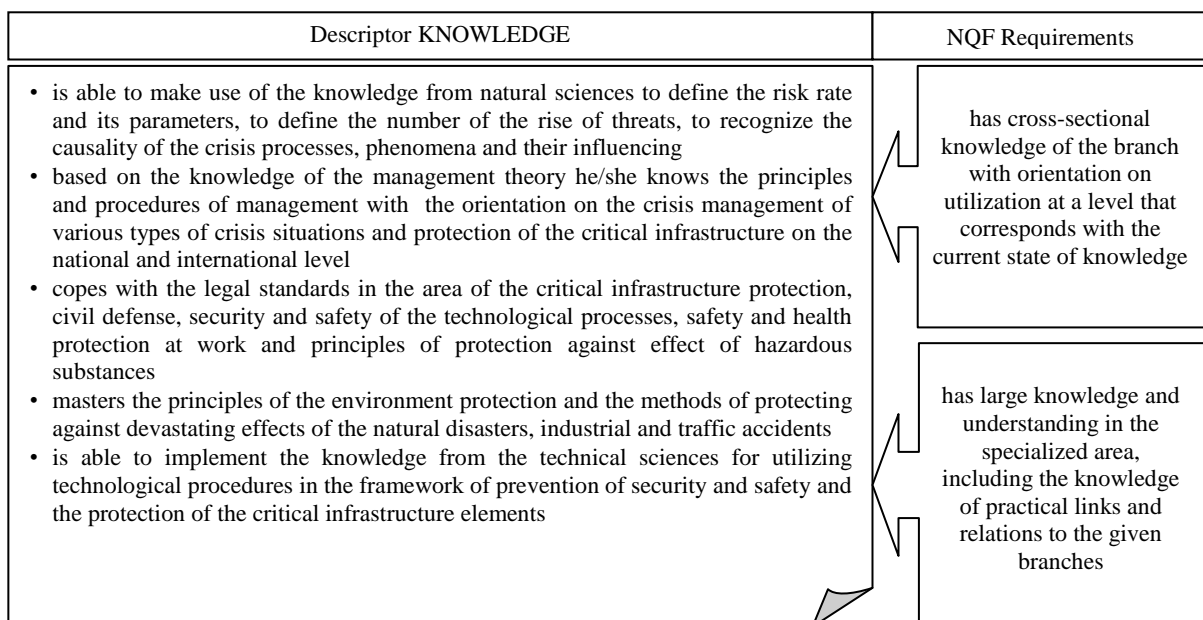 Descriptor KNOWLEDGE
NQF Requirements
• is able to make use of the knowledge from natural sciences to define the risk rate
and its parameters, to define the number of the rise of threats, to recognize the
causality of the crisis processes, phenomena and their influencing
• based on the knowledge of the management theory he/she knows the principles
and procedures of management with the orientation on the crisis management of
various types of crisis situations and protection of the critical infrastructure on the
national and international level
• copes with the legal standards in the area of the critical infrastructure protection,
civil defense, security and safety of the technological processes, safety and health
protection at work and principles of protection against effect of hazardous
substances
• masters the principles of the environment protection and the methods of protecting
against devastating effects of the natural disasters, industrial and traffic accidents
• is able to implement the knowledge from the technical sciences for utilizing
technological procedures in the framework of prevention of security and safety and
the protection of the critical infrastructure elements
has cross-sectional
knowledge of the branch
with orientation on
utilization at a level that
corresponds with the
current state of knowledge
has large knowledge and
understanding in the
specialized area,
including the knowledge
of practical links and
relations to the given
branches